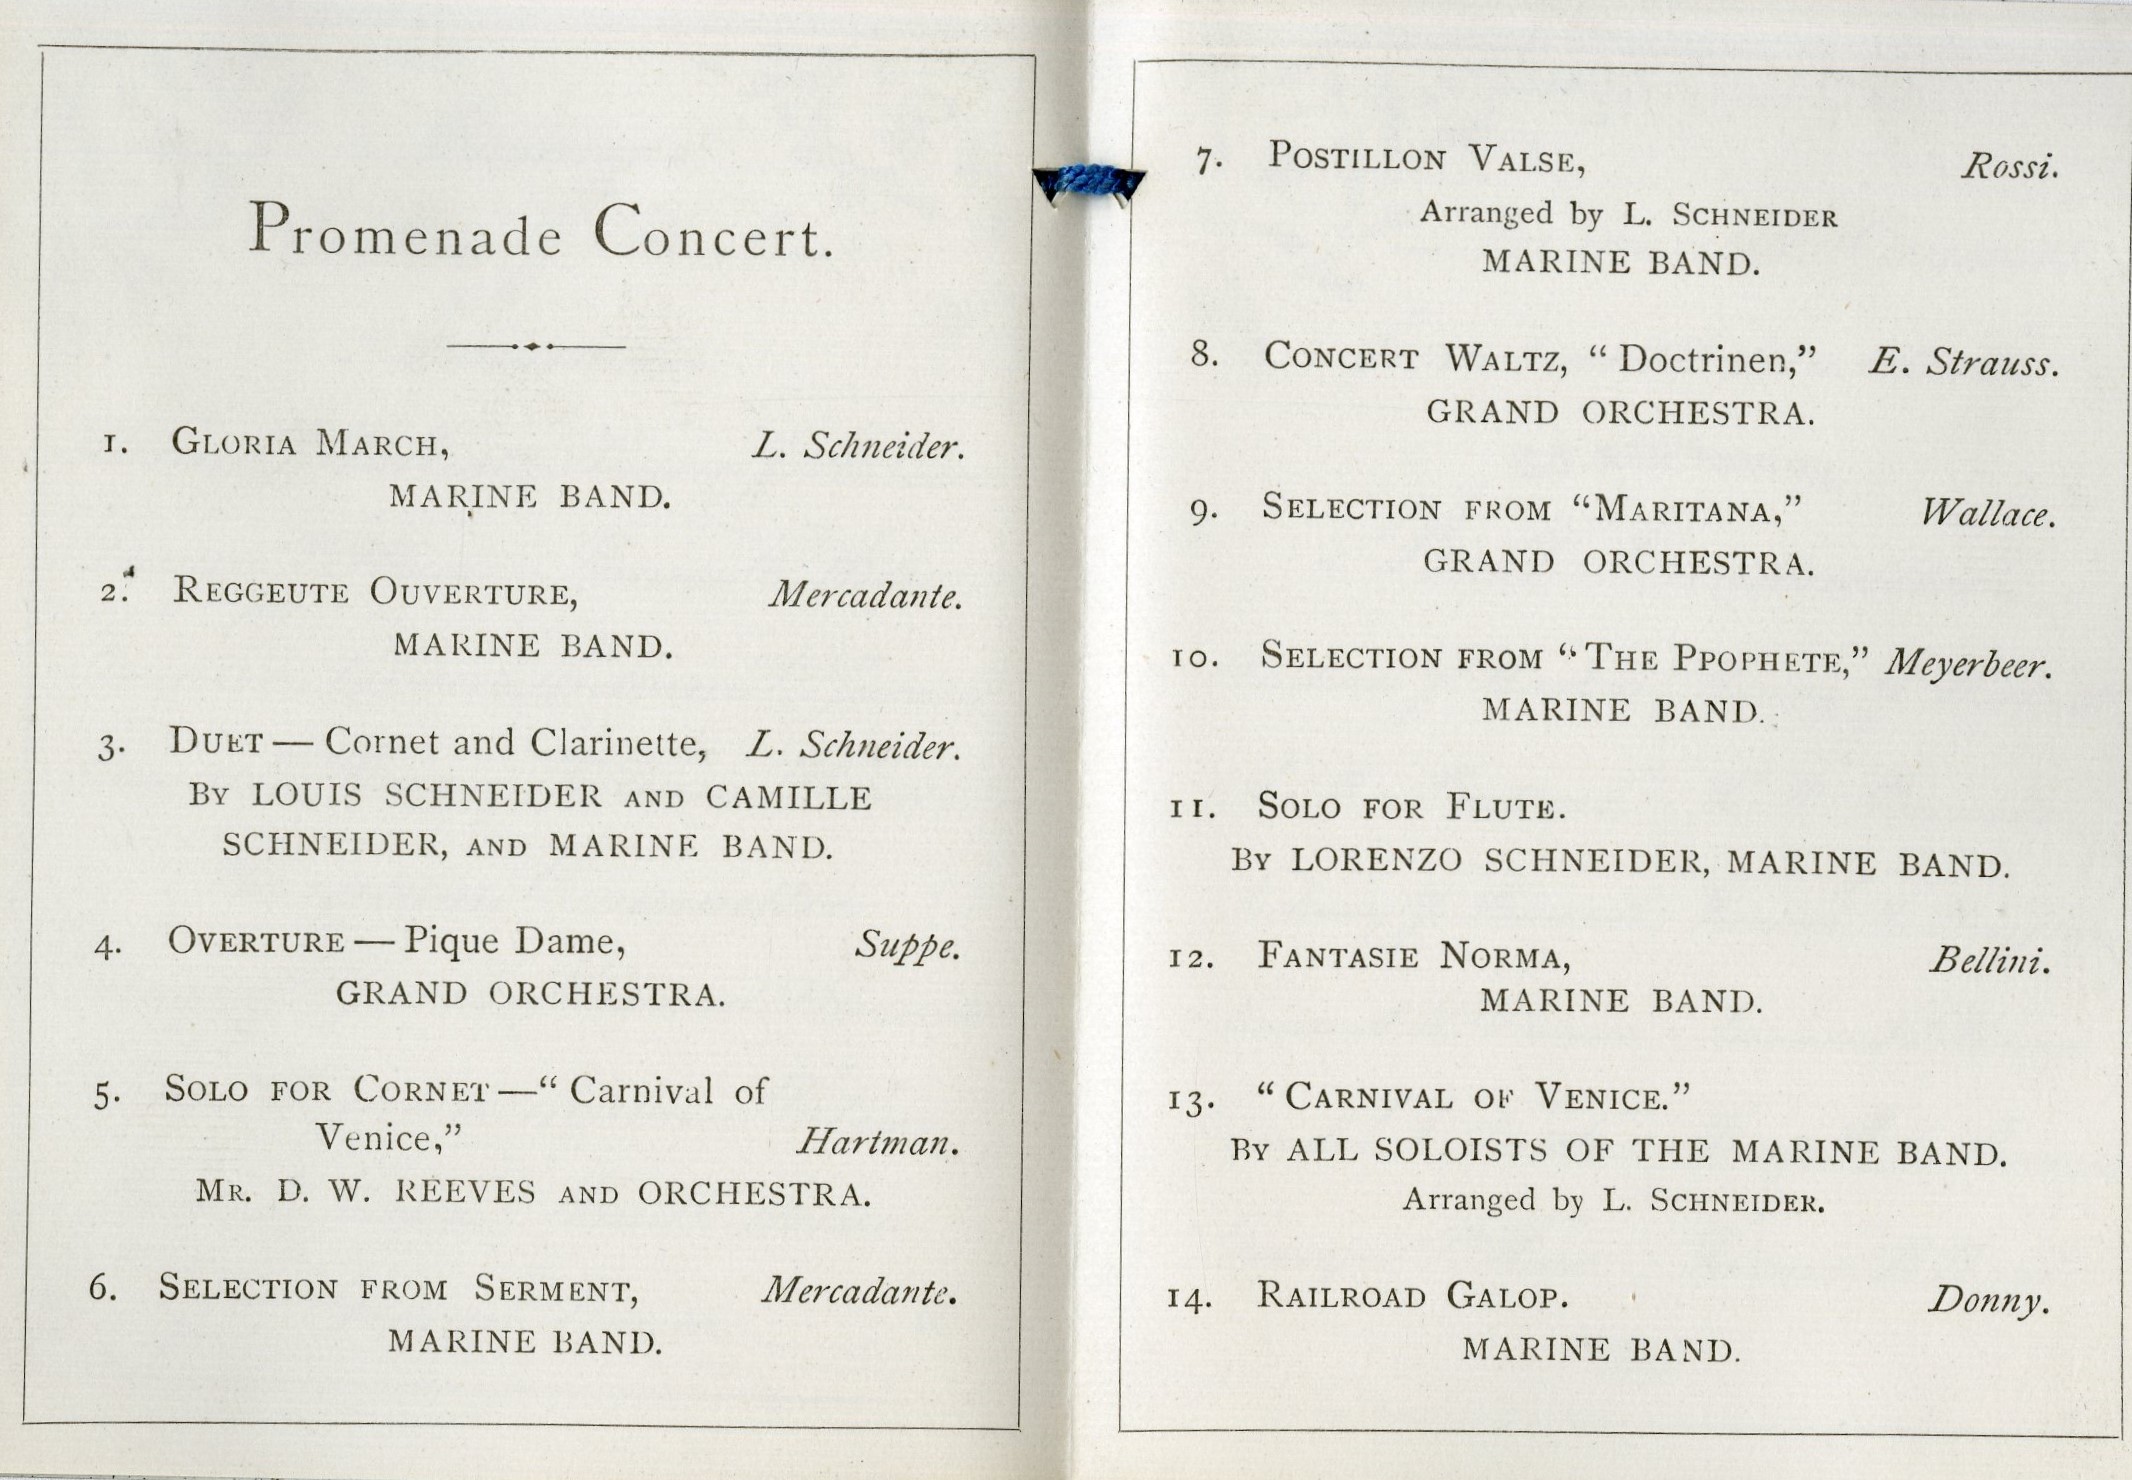 Promenade Concert.
1. GLORIA MARCH, L. Schneider.
MARINE BAND.
2. REGGEUTE OUVERTURE, Mercadante.
MARINE BAND.
3. DUET — Cornet and Clarinette, L. Schneider.
By LOUIS SCHNEIDER AND CAMILLE
SCHNEIDER, AND MARINE BAND.
4. OVERTURE — Pique Dame, Suppe.
GRAND ORCHESTRA.
5. SOLO FOR CORNET — “Carnival of
Venice,” Hartman.
MR. D. W. REEVES AND ORCHESTRA.
6. SELECTION FROM SERMENT, Mercadante.
MARINE BAND.
7. POSTILLON VALSE, Rossi.
Arranged by L. SCHNEIDER
MARINE BAND.
8. CONCERT WALTZ, “Doctrinen,” E. Strauss.
GRAND ORCHESTRA.
9. SELECTION FROM “MARITANA,” Wallace.
GRAND ORCHESTRA.
10. SELECTION FROM “THE PPOPHETE,” Meyerbeer.
MARINE BAND.
11. SOLO FOR FLUTE.
BY LORENZO SCHNEIDER, MARINE BAND.
12. FANTASIE NORMA, Bellini.
MARINE BAND.
13. “CARNIVAL OF VENICE.”
BY ALL SOLOISTS OF THE MARINE BAND.
Arranged by L. SCHNEIDER.
14. RAILROAD GALOP. Donny.
MARINE BAND.